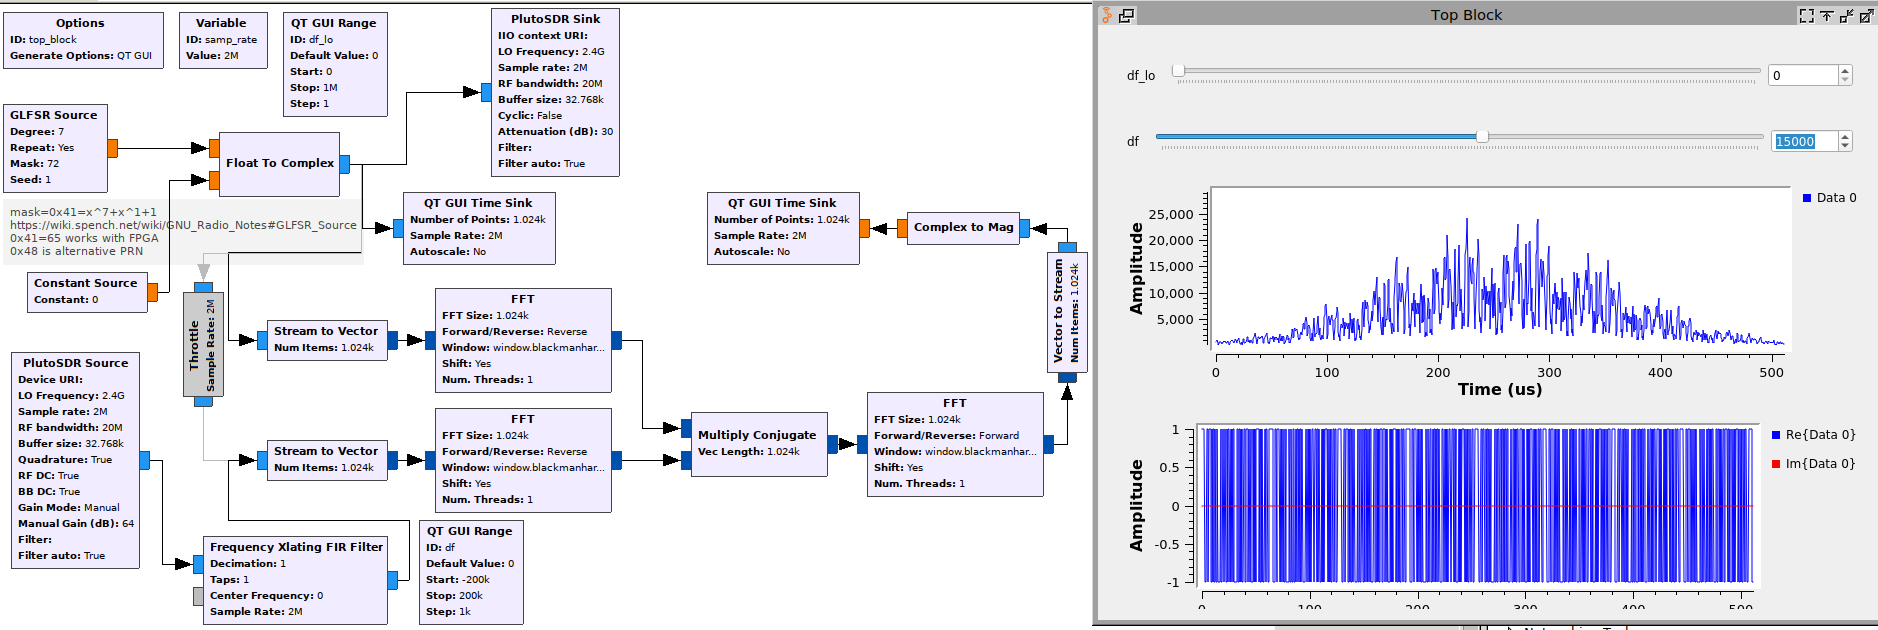 Options
ID: top_block
Generate Options: QT GUI
Variable
ID: samp_rate
Value: 2M
QT GUI Range
ID: df_lo
Default Value: 0
Start: 0
Stop: 1M
Step: 1
PlutoSDR Sink
IIO context URI:
LO Frequency: 2.4G
Sample rate: 2M
RF bandwidth: 20M
Buffer size: 32.768k
Cyclic: False
Attenuation (dB): 30
Filter:
Filter auto: True
GLFSR Source
Degree: 7
Repeat: Yes
Mask: 72
Seed: 1
Float To Complex
mask=0x41=x^7+x^1+1
https://wiki.spench.net/wiki/GNU_Radio_Notes#GLFSR_Source
0x41=65 works with FPGA
0x48 is alternative PRN
Constant Source
Constant: 0
Throttle
Sample Rate: 2M
QT GUI Time Sink
Number of Points: 1.024k
Sample Rate: 2M
Autoscale: No
QT GUI Time Sink
Number of Points: 1.024k
Sample Rate: 2M
Autoscale: No
Complex to Mag
Vector to Stream
Num Items: 1.024k
Stream to Vector
Num Items: 1.024k
FFT
FFT Size: 1.024k
Forward/Reverse: Reverse
Window: window.blackmanhar...
Shift: Yes
Num. Threads: 1
PlutoSDR Source
Device URI:
LO Frequency: 2.4G
Sample rate: 2M
RF bandwidth: 20M
Buffer size: 32.768k
Quadrature: True
RF DC: True
BB DC: True
Gain Mode: Manual
Manual Gain (dB): 64
Filter:
Filter auto: True
Stream to Vector
Num Items: 1.024k
FFT
FFT Size: 1.024k
Forward/Reverse: Reverse
Window: window.blackmanhar...
Shift: Yes
Num. Threads: 1
Multiply Conjugate
Vec Length: 1.024k
FFT
FFT Size: 1.024k
Forward/Reverse: Forward
Window: window.blackmanhar...
Shift: Yes
Num. Threads: 1
Frequency Xlating FIR Filter
Decimation: 1
Taps: 1
Center Frequency: 0
Sample Rate: 2M
QT GUI Range
ID: df
Default Value: 0
Start: -200k
Stop: 200k
Step: 1k
Top Block
df_lo
0
df
15000
Data 0
Amplitude
25,000
20,000
15,000
10,000
5,000
0 100 200 300 400 500
Time (us)
Re{Data 0}
Im{Data 0}
Amplitude
1
0.5
0
-0.5
-1
0 100 200 300 400 500